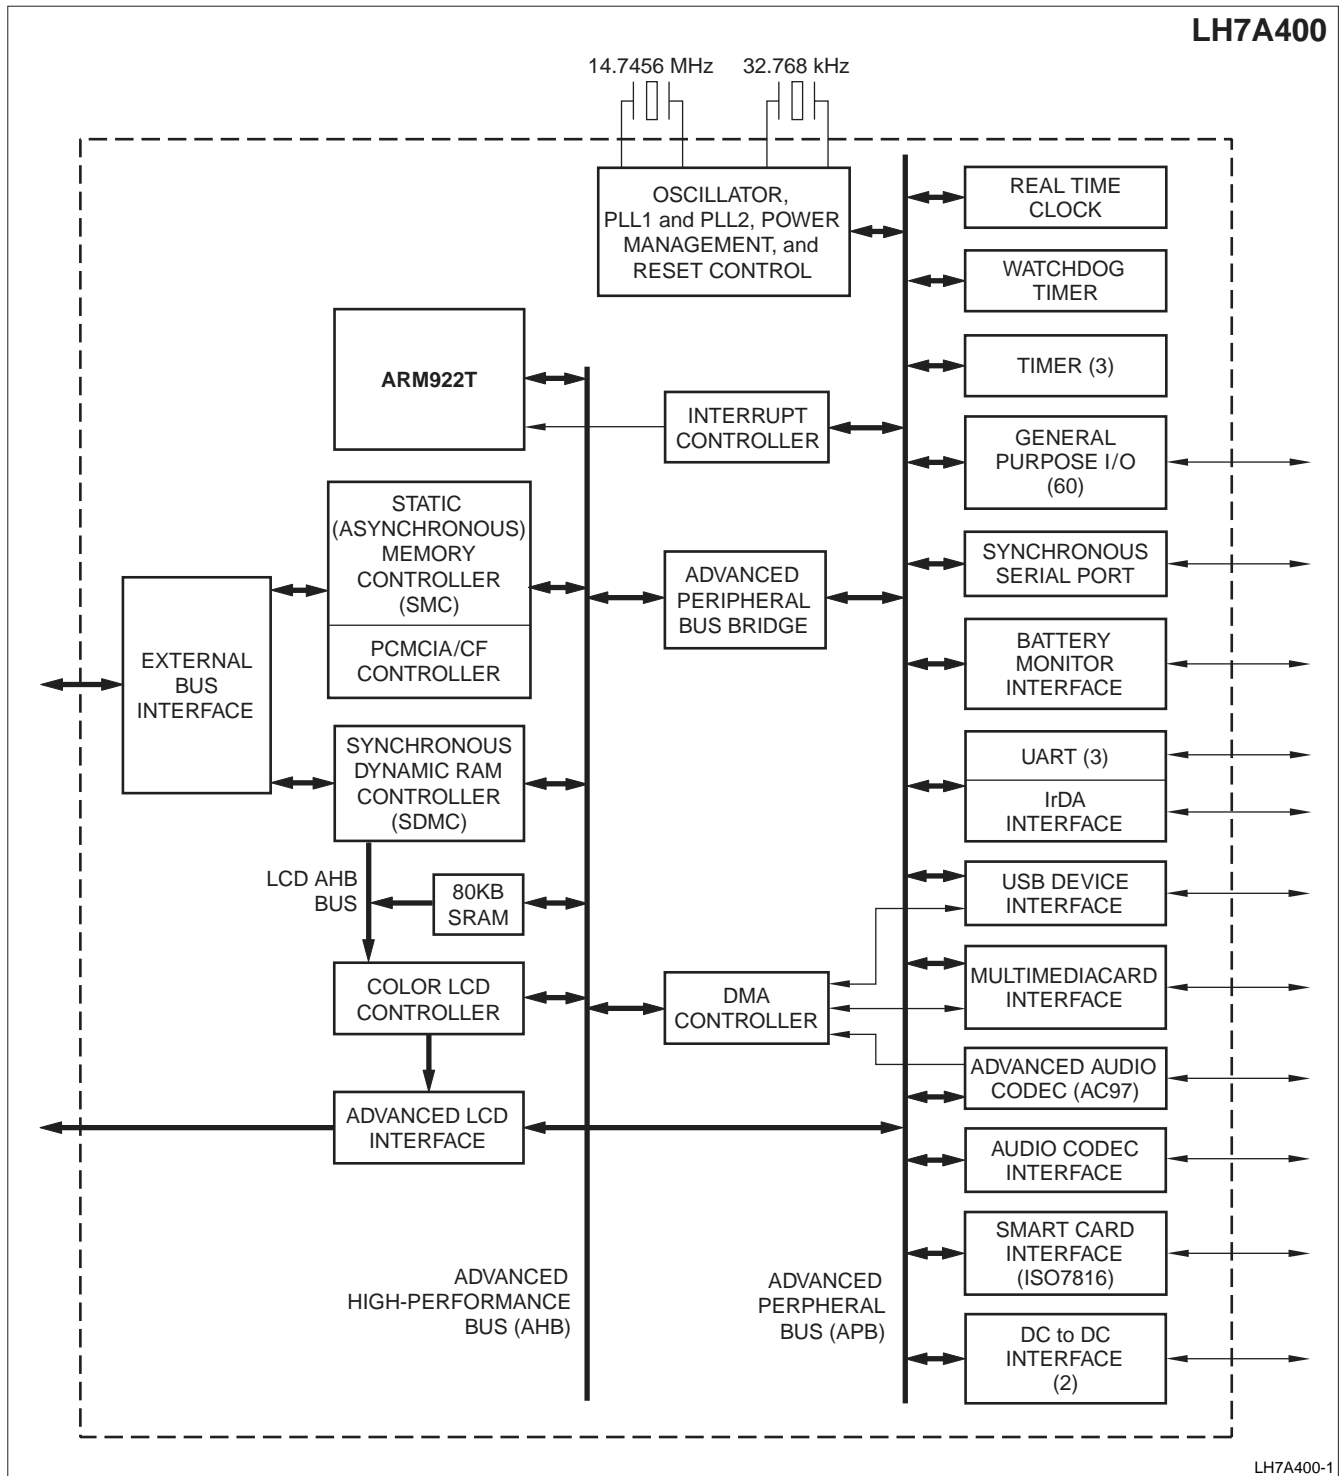 LH7A400
14.7456 MHz
32.768 kHz
OSCILLATOR,
PLL1 and PLL2, POWER
MANAGEMENT, and
RESET CONTROL
REAL TIME
CLOCK
WATCHDOG
TIMER
ARM922T
TIMER (3)
INTERRUPT
CONTROLLER
GENERAL
PURPOSE I/O
(60)
STATIC
(ASYNCHRONOUS)
MEMORY
CONTROLLER
(SMC)
PCMCIA/CF
CONTROLLER
ADVANCED
PERIPHERAL
BUS BRIDGE
SYNCHRONOUS
SERIAL PORT
EXTERNAL
BUS
INTERFACE
BATTERY
MONITOR
INTERFACE
SYNCHRONOUS
DYNAMIC RAM
CONTROLLER
(SDMC)
UART (3)
IrDA
INTERFACE
LCD AHB
BUS
80KB
SRAM
USB DEVICE
INTERFACE
COLOR LCD
CONTROLLER
DMA
CONTROLLER
MULTIMEDIACARD
INTERFACE
ADVANCED AUDIO
CODEC (AC97)
ADVANCED LCD
INTERFACE
AUDIO CODEC
INTERFACE
SMART CARD
INTERFACE
(ISO7816)
ADVANCED
HIGH-PERFORMANCE
BUS (AHB)
ADVANCED
PERPHERAL
BUS (APB)
DC to DC
INTERFACE
(2)
LH7A400-1